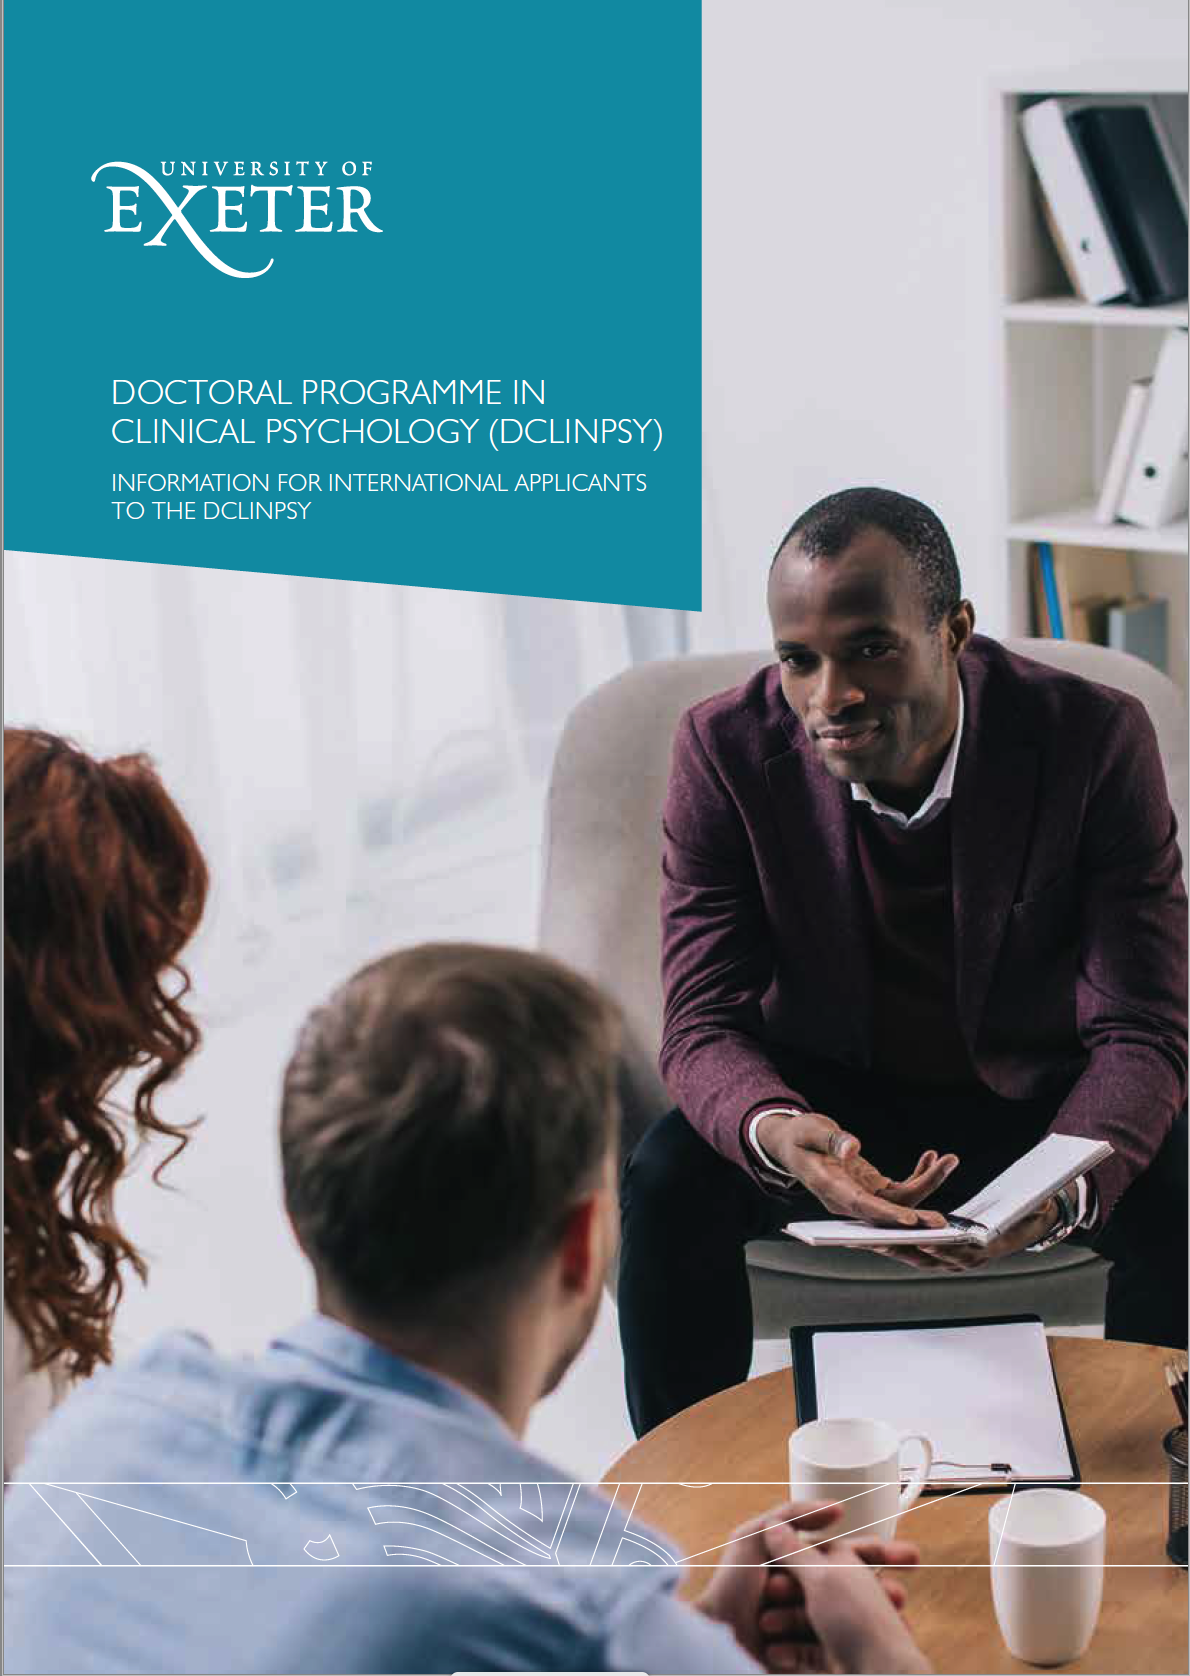 UNIVERSITY OF
EXETER
DOCTORAL PROGRAMME IN
CLINICAL PSYCHOLOGY (DCLINPSY)
INFORMATION FOR INTERNATIONAL APPLICANTS
TO THE DCLINPSY